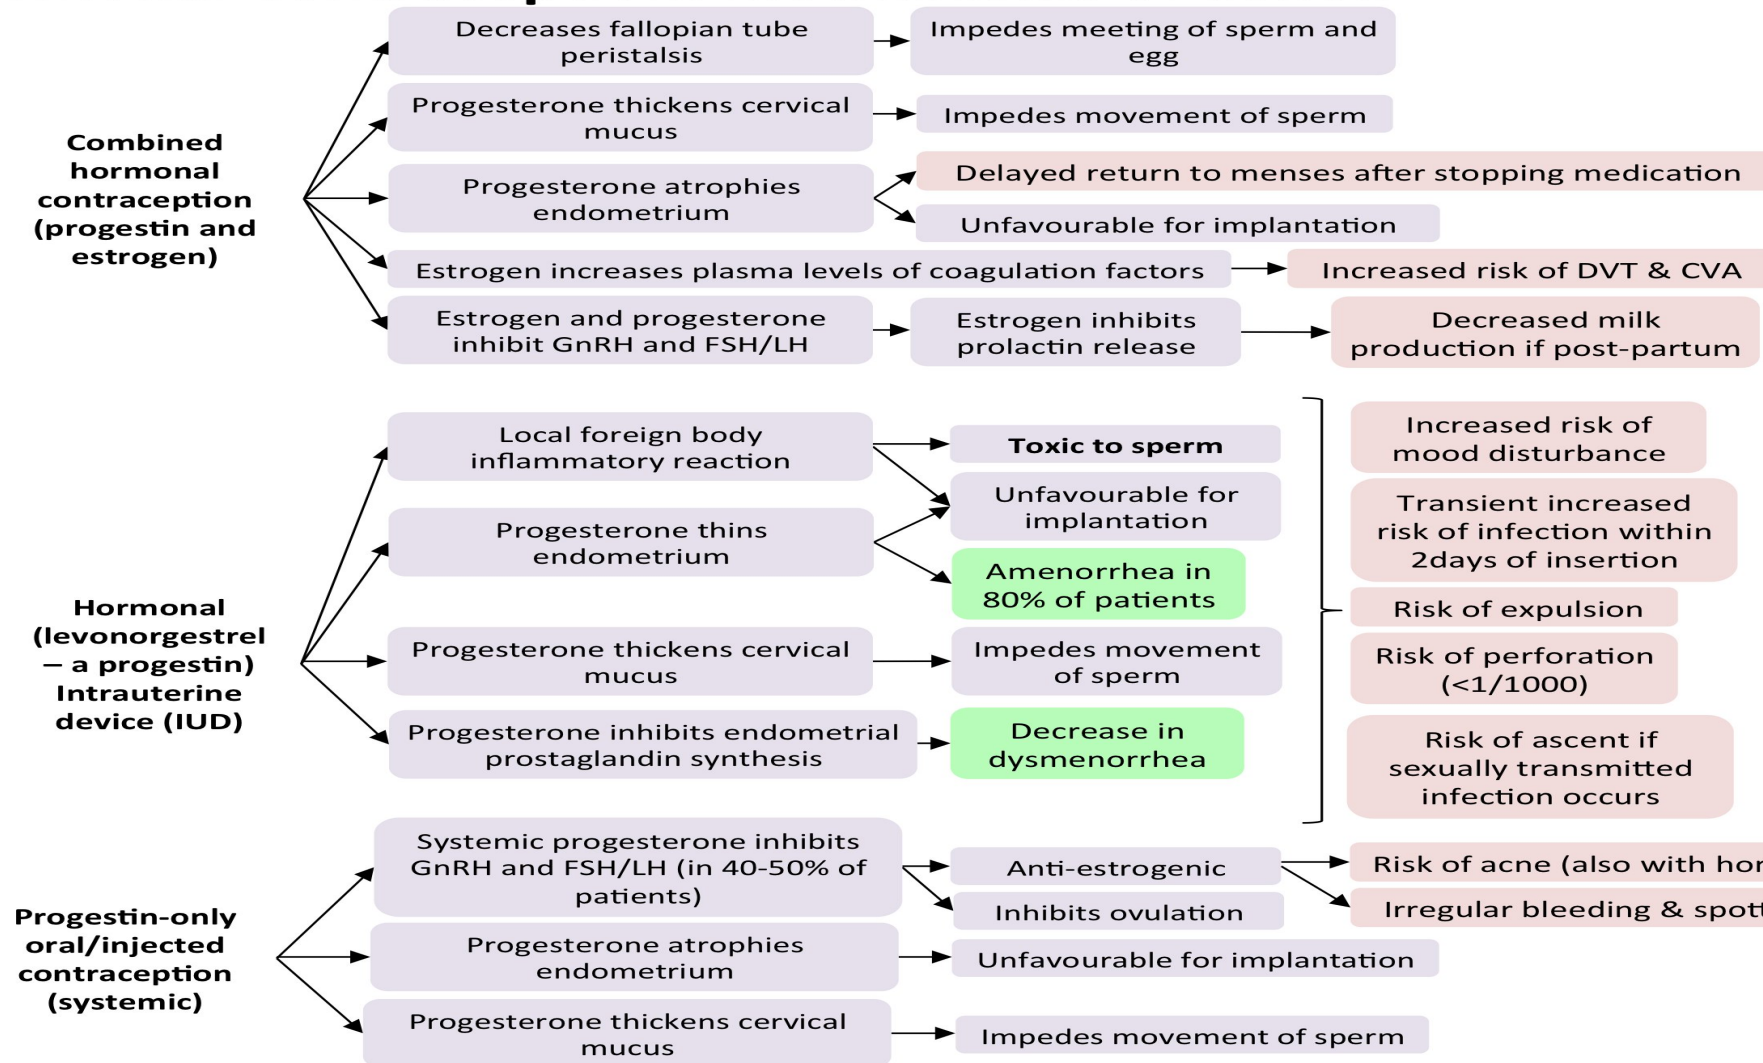 Decreases fallopian tube
peristalsis
Impedes meeting of sperm and
egg
Progesterone thickens cervical
mucus
Impedes movement of sperm
Combined
hormonal
contraception
(progestin and
estrogen)
Progesterone atrophies
endometrium
Delayed return to menses after stopping medication
Unfavourable for implantation
Estrogen increases plasma levels of coagulation factors
Increased risk of DVT & CVA
Estrogen and progesterone
inhibit GnRH and FSH/LH
Estrogen inhibits
prolactin release
Decreased milk
production if post-partum
Hormonal
(levonorgestrel
– a progestin)
Intrauterine
device (IUD)
Local foreign body
inflammatory reaction
Toxic to sperm
Unfavourable for
implantation
Progesterone thins
endometrium
Amenorrhea in
80% of patients
Progesterone thickens cervical
mucus
Impedes movement
of sperm
Progesterone inhibits endometrial
prostaglandin synthesis
Decrease in
dysmenorrhea
Increased risk of
mood disturbance
Transient increased
risk of infection within
2days of insertion
Risk of expulsion
Risk of perforation
(<1/1000)
Risk of ascent if
sexually transmitted
infection occurs
Progestin-only
oral/injected
contraception
(systemic)
Systemic progesterone inhibits
GnRH and FSH/LH (in 40-50% of
patients)
Anti-estrogenic
Risk of acne (also with
Inhibits ovulation
Irregular bleeding &
Progesterone atrophies
endometrium
Unfavourable for implantation
Progesterone thickens cervical
mucus
Impedes movement of sperm